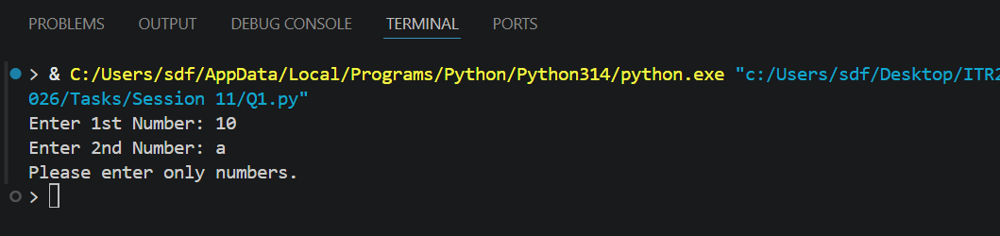 PROBLEMS OUTPUT DEBUG CONSOLE TERMINAL PORTS
> & C:/Users/sdf/AppData/Local/Programs/Python/Python314/python.exe "c:/Users/sdf/Desktop/ITR2
026/Tasks/Session 11/Q1.py"
Enter 1st Number: 10
Enter 2nd Number: a
Please enter only numbers.
>